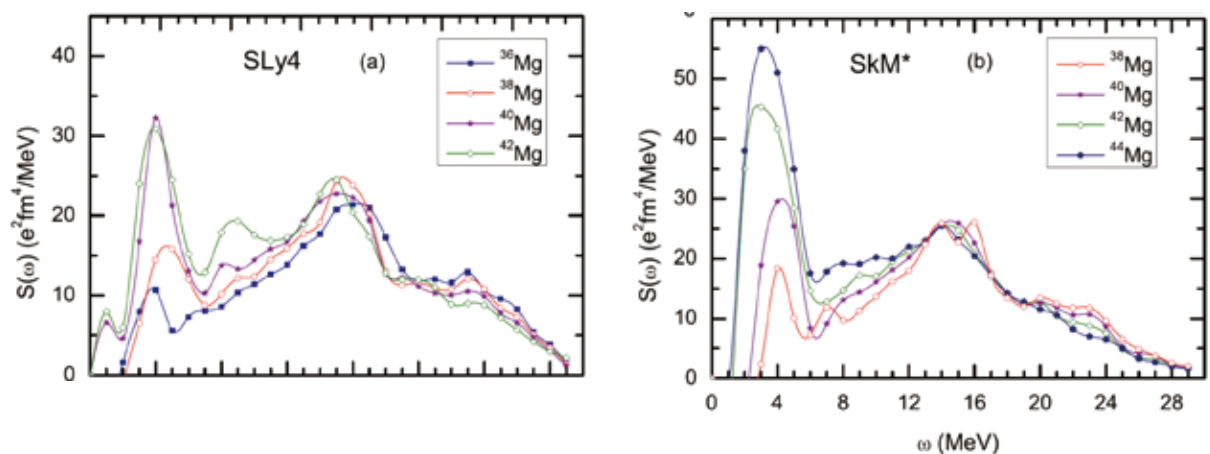 SLy4 (a)
³⁶Mg
³⁸Mg
⁴⁰Mg
⁴²Mg
40
30
20
10
0
S(ω) (e²fm⁴/MeV)
SkM* (b)
³⁸Mg
⁴⁰Mg
⁴²Mg
⁴⁴Mg
50
40
30
20
10
0
S(ω) (e²fm⁴/MeV)
0 4 8 12 16 20 24 28
ω (MeV)